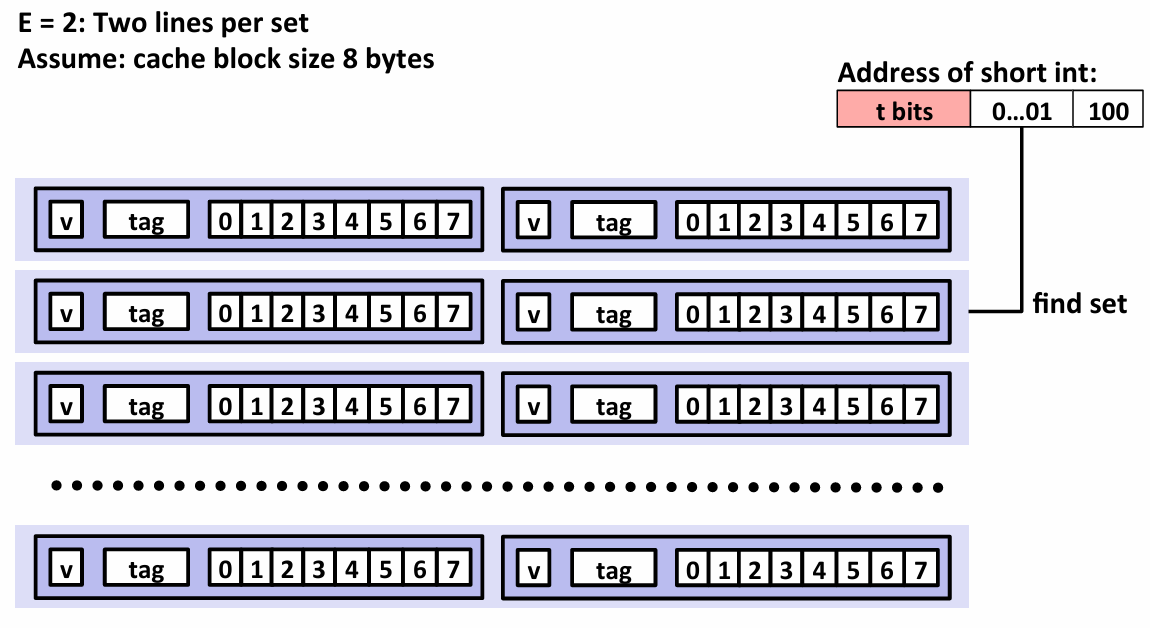 E = 2: Two lines per set
Assume: cache block size 8 bytes
Address of short int:
t bits 0...01 100
v tag 0 1 2 3 4 5 6 7 v tag 0 1 2 3 4 5 6 7
v tag 0 1 2 3 4 5 6 7 v tag 0 1 2 3 4 5 6 7
find set
v tag 0 1 2 3 4 5 6 7 v tag 0 1 2 3 4 5 6 7
v tag 0 1 2 3 4 5 6 7 v tag 0 1 2 3 4 5 6 7